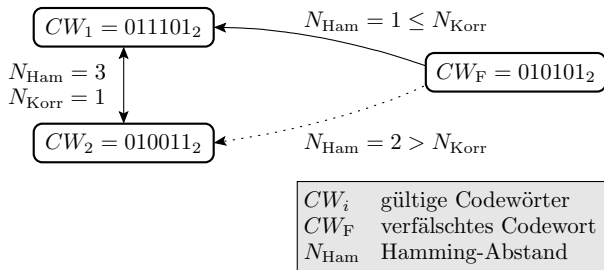 CW₁ = 011101₂
N_Ham = 1 ≤ N_Korr
N_Ham = 3
N_Korr = 1
CW_F = 010101₂
CW₂ = 010011₂
N_Ham = 2 > N_Korr
CW_i gültige Codewörter
CW_F verfälschtes Codewort
N_Ham Hamming-Abstand